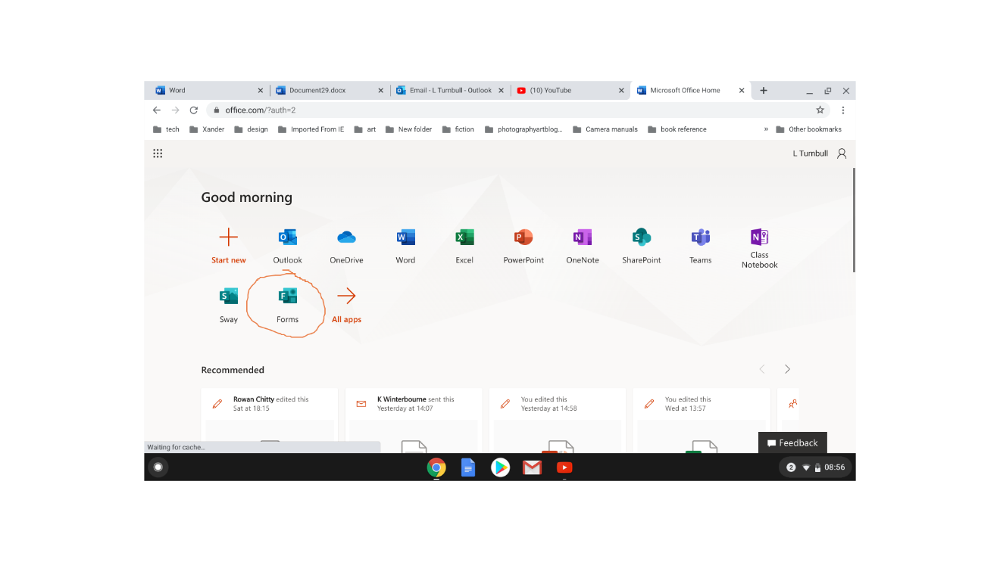 Word
Document29.docx
Email - L Turnbull - Outlook
(10) YouTube
Microsoft Office Home
office.com/?auth=2
tech
Xander
design
Imported From IE
art
New folder
fiction
photographyartblog...
Camera manuals
book reference
»
Other bookmarks
L Turnbull
Good morning
Start new
Outlook
OneDrive
Word
Excel
PowerPoint
OneNote
SharePoint
Teams
Class
Notebook
Sway
Forms
All apps
Recommended
Rowan Chitty edited this
Sat at 18:15
K Winterbourne sent this
Yesterday at 14:07
You edited this
Yesterday at 14:58
You edited this
Wed at 13:57
Waiting for cache...
Feedback
2
08:56